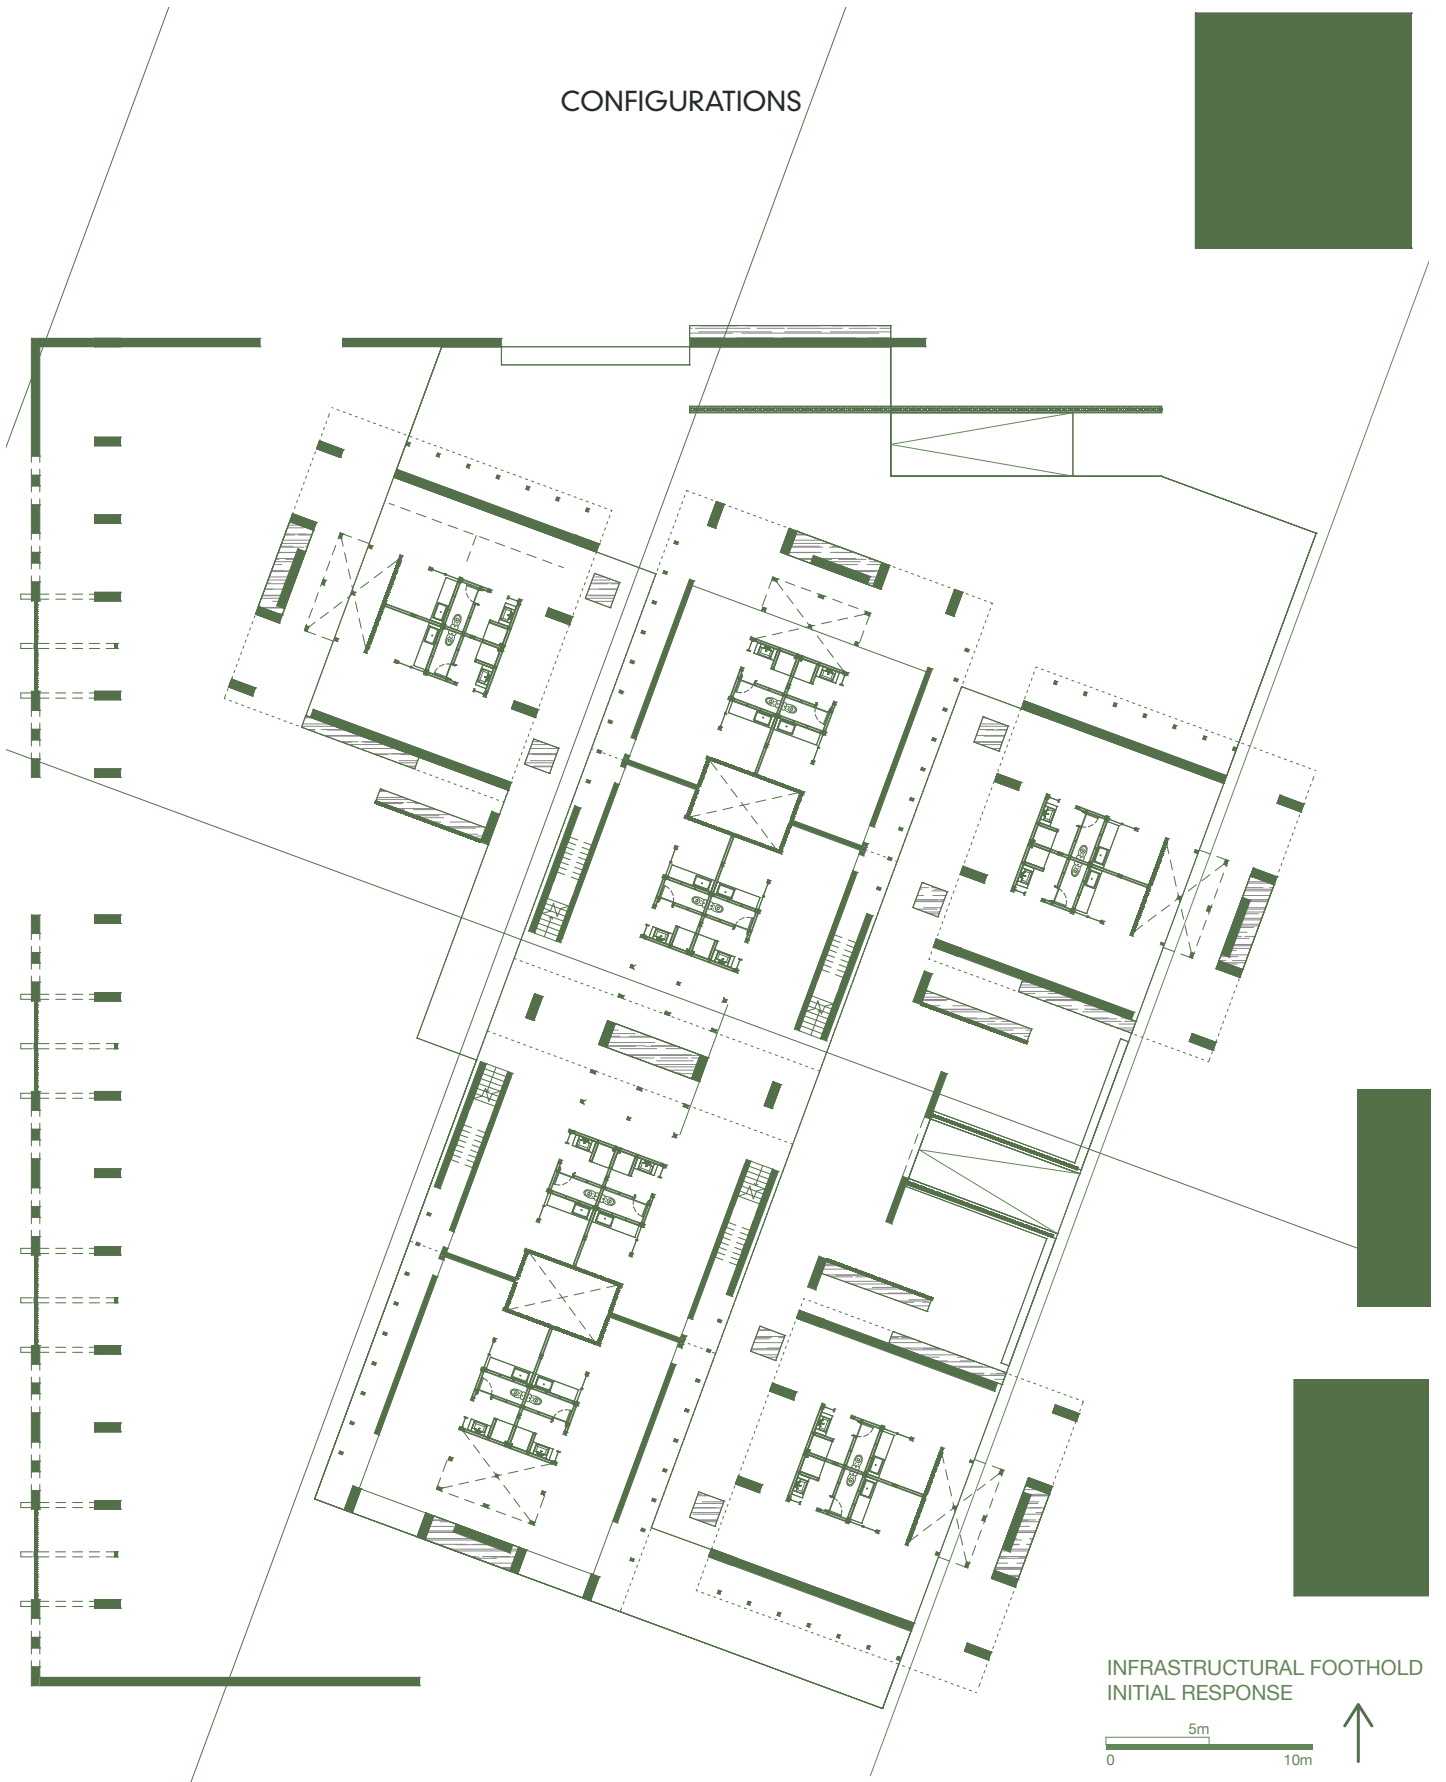 CONFIGURATIONS
INFRASTRUCTURAL FOOTHOLD
INITIAL RESPONSE
5m
0 10m